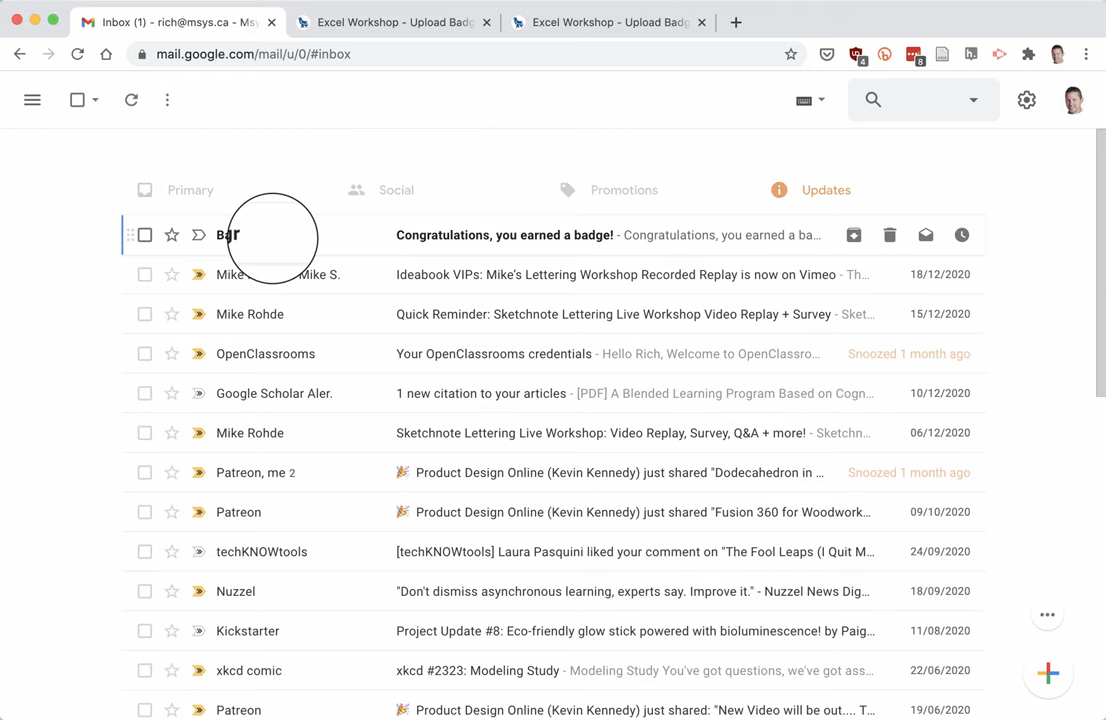 Inbox (1) - rich@msys.ca - M
Excel Workshop - Upload Badg
Excel Workshop - Upload Badg
mail.google.com/mail/u/0/#inbox
4
8
Primary
Social
Promotions
Updates
Congratulations, you earned a badge! - Congratulations, you earned a ba...
Mike Mike S. Ideabook VIPs: Mike's Lettering Workshop Recorded Replay is now on Vimeo - Th... 18/12/2020
Mike Rohde Quick Reminder: Sketchnote Lettering Live Workshop Video Replay + Survey - Sket... 15/12/2020
OpenClassrooms Your OpenClassrooms credentials - Hello Rich, Welcome to OpenClassro... Snoozed 1 month ago
Google Scholar Aler. 1 new citation to your articles - [PDF] A Blended Learning Program Based on Cogn... 10/12/2020
Mike Rohde Sketchnote Lettering Live Workshop: Video Replay, Survey, Q&A + more! - Sketchn... 06/12/2020
Patreon, me 2 🎉 Product Design Online (Kevin Kennedy) just shared "Dodecahedron in ... Snoozed 1 month ago
Patreon 🎉 Product Design Online (Kevin Kennedy) just shared "Fusion 360 for Woodwork... 09/10/2020
techKNOWtools [techKNOWtools] Laura Pasquini liked your comment on "The Fool Leaps (I Quit M... 24/09/2020
Nuzzel "Don't dismiss asynchronous learning, experts say. Improve it." - Nuzzel News Dig... 18/09/2020
Kickstarter Project Update #8: Eco-friendly glow stick powered with bioluminescence! by Paig... 11/08/2020
xkcd comic xkcd #2323: Modeling Study - Modeling Study You've got questions, we've got ass... 22/06/2020
Patreon 🎉 Product Design Online (Kevin Kennedy) just shared: "New Video will be out.... T... 19/06/2020